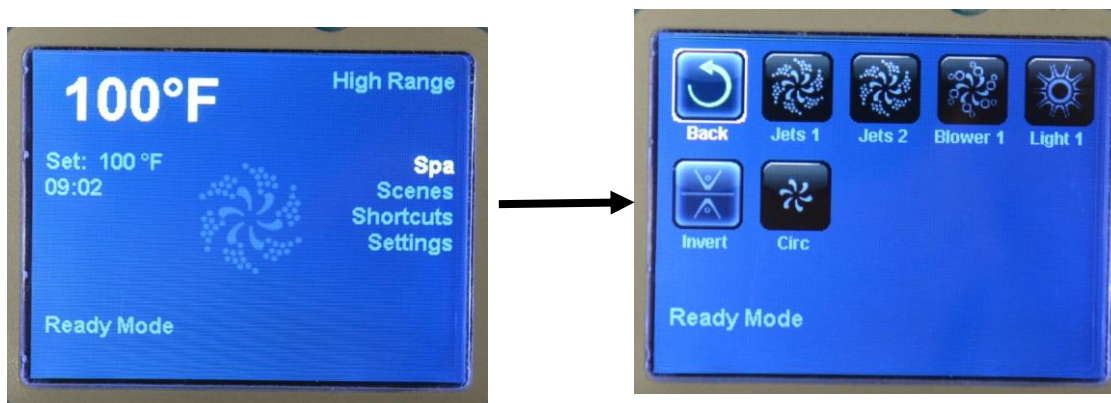 100°F
High Range
Set: 100 °F
09:02
Spa
Scenes
Shortcuts
Settings
Ready Mode
Back Jets 1 Jets 2 Blower 1 Light 1
Invert Circ
Ready Mode